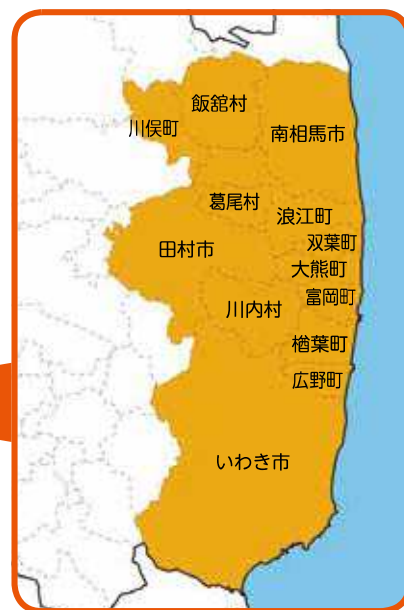 飯舘村
川俣町
南相馬市
葛尾村
浪江町
田村市
双葉町
大熊町
富岡町
川内村
楢葉町
広野町
いわき市